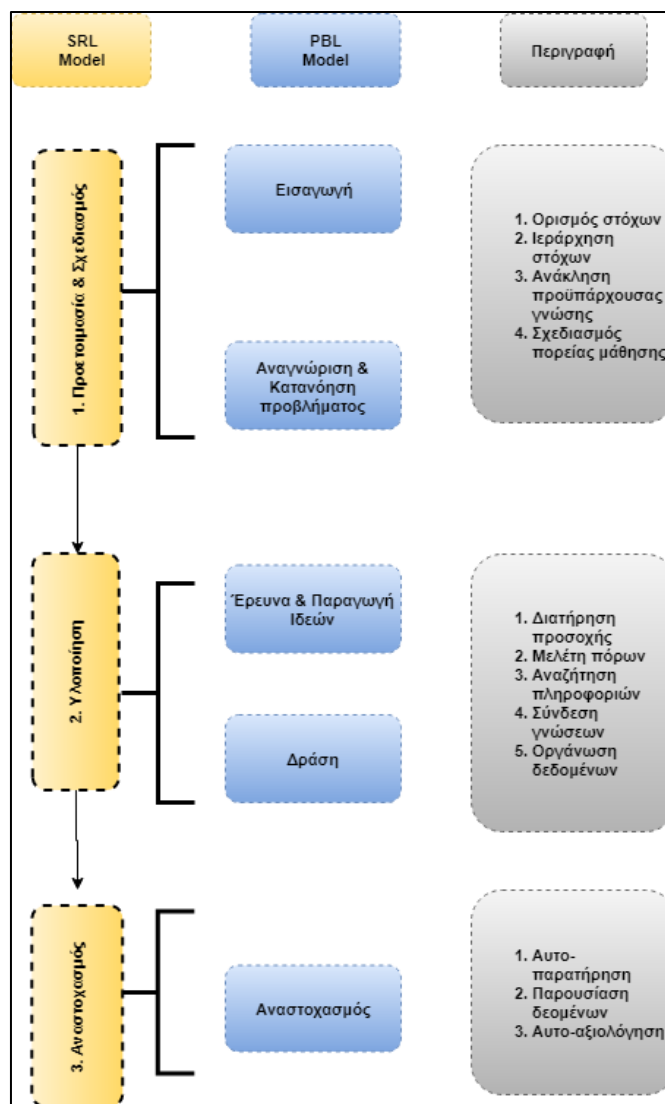 SRL
Model
PBL
Model
Περιγραφή
1. Προετοιμασία & Σχεδιασμός
Εισαγωγή
Αναγνώριση &
Κατανόηση
προβλήματος
1. Ορισμός στόχων
2. Ιεράρχηση
στόχων
3. Ανάκληση
προϋπάρχουσας
γνώσης
4. Σχεδιασμός
πορείας μάθησης
2. Υλοποίηση
Έρευνα & Παραγωγή
Ιδεών
Δράση
1. Διατήρηση
προσοχής
2. Μελέτη πόρων
3. Αναζήτηση
πληροφοριών
4. Σύνδεση
γνώσεων
5. Οργάνωση
δεδομένων
3. Αναστοχασμός
Αναστοχασμός
1. Αυτο-
παρατήρηση
2. Παρουσίαση
δεομένων
3. Αυτο-αξιολόγηση